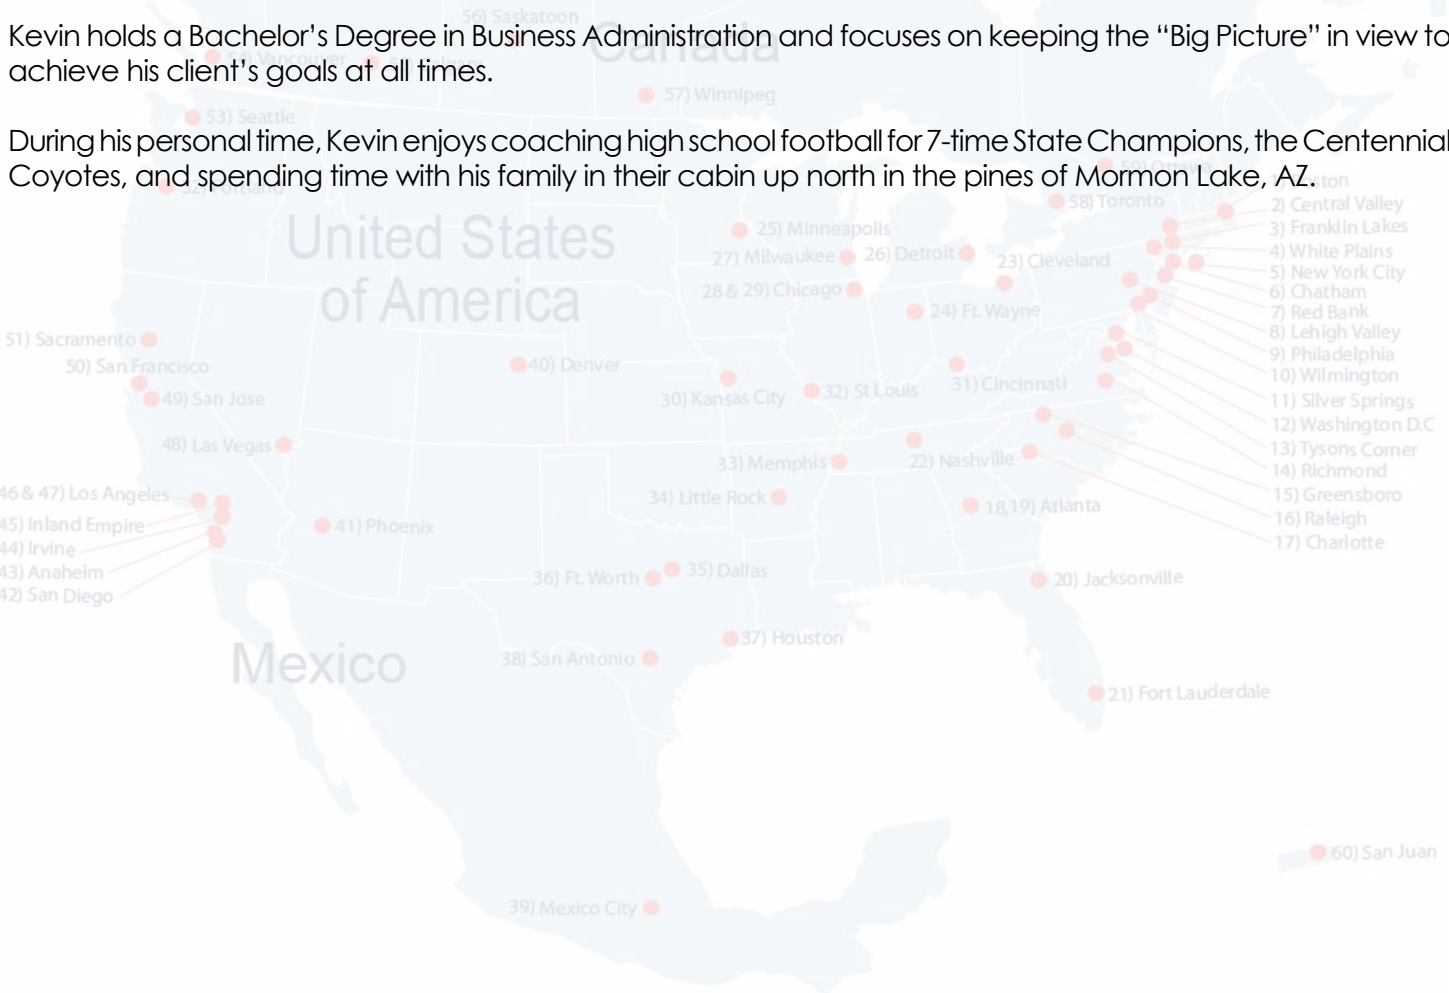 56) Saskatoon
Canada
Kevin holds a Bachelor’s Degree in Business Administration and focuses on keeping the “Big Picture” in view to
achieve his client’s goals at all times.
Vancouver
57) Winnipeg
53) Seattle
During his personal time, Kevin enjoys coaching high school football for 7-time State Champions, the Centennial
Coyotes, and spending time with his family in their cabin up north in the pines of Mormon Lake, AZ.
59) Ottawa
52) Portland
1) Boston
58) Toronto
2) Central Valley
3) Franklin Lakes
4) White Plains
5) New York City
6) Chatham
7) Red Bank
8) Lehigh Valley
9) Philadelphia
10) Wilmington
11) Silver Springs
12) Washington D.C
13) Tysons Corner
14) Richmond
15) Greensboro
16) Raleigh
17) Charlotte
United States
of America
25) Minneapolis
27) Milwaukee
26) Detroit
23) Cleveland
28 & 29) Chicago
24) Ft. Wayne
51) Sacramento
50) San Francisco
49) San Jose
40) Denver
30) Kansas City
32) St Louis
31) Cincinnati
48) Las Vegas
33) Memphis
22) Nashville
34) Little Rock
18,19) Atlanta
46 & 47) Los Angeles
45) Inland Empire
44) Irvine
43) Anaheim
42) San Diego
41) Phoenix
36) Ft. Worth
35) Dallas
20) Jacksonville
37) Houston
38) San Antonio
Mexico
21) Fort Lauderdale
60) San Juan
39) Mexico City